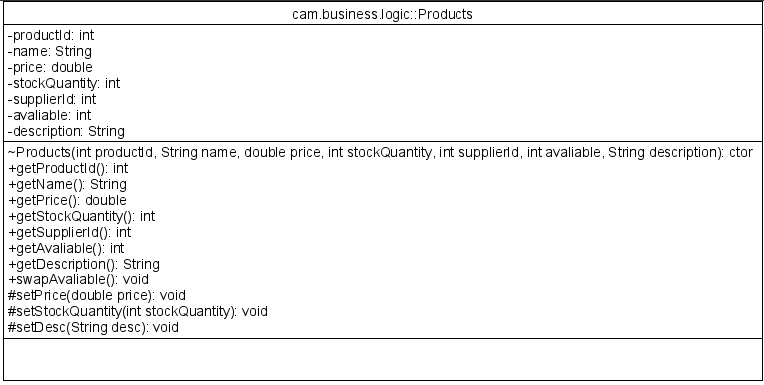 cam.business.logic::Products
-productId: int
-name: String
-price: double
-stockQuantity: int
-supplierId: int
-avaliable: int
-description: String
~Products(int productId, String name, double price, int stockQuantity, int supplierId, int avaliable, String description): ctor
+getProductId(): int
+getName(): String
+getPrice(): double
+getStockQuantity(): int
+getSupplierId(): int
+getAvaliable(): int
+getDescription(): String
+swapAvaliable(): void
#setPrice(double price): void
#setStockQuantity(int stockQuantity): void
#setDesc(String desc): void